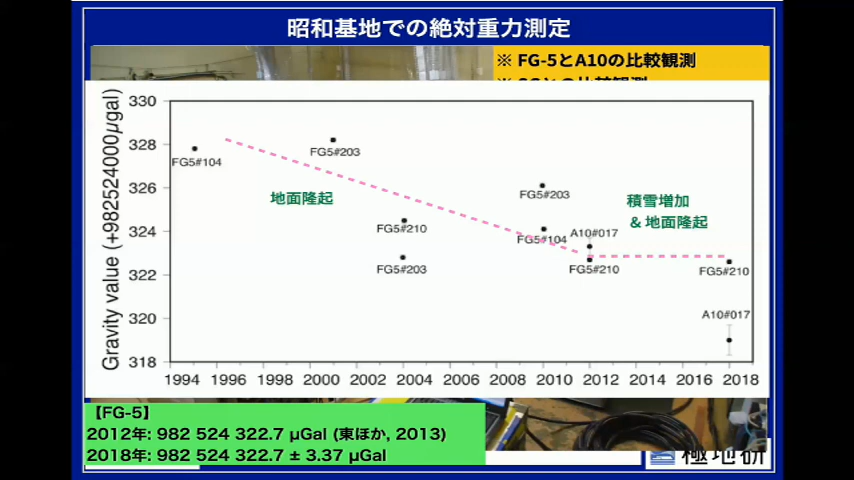 昭和基地での絶対重力測定
※ FG-5とA10の比較観測
Gravity value (+982524000μgal)
330
328
326
324
322
320
318
1994
1996
1998
2000
2002
2004
2006
2008
2010
2012
2014
2016
2018
FG5#104
FG5#203
地面隆起
FG5#210
FG5#203
FG5#203
FG5#104
A10#017
FG5#210
積雪増加
& 地面隆起
FG5#210
A10#017
【FG-5】
2012年: 982 524 322.7 μGal (東ほか, 2013)
2018年: 982 524 322.7 ± 3.37 μGal
極地研